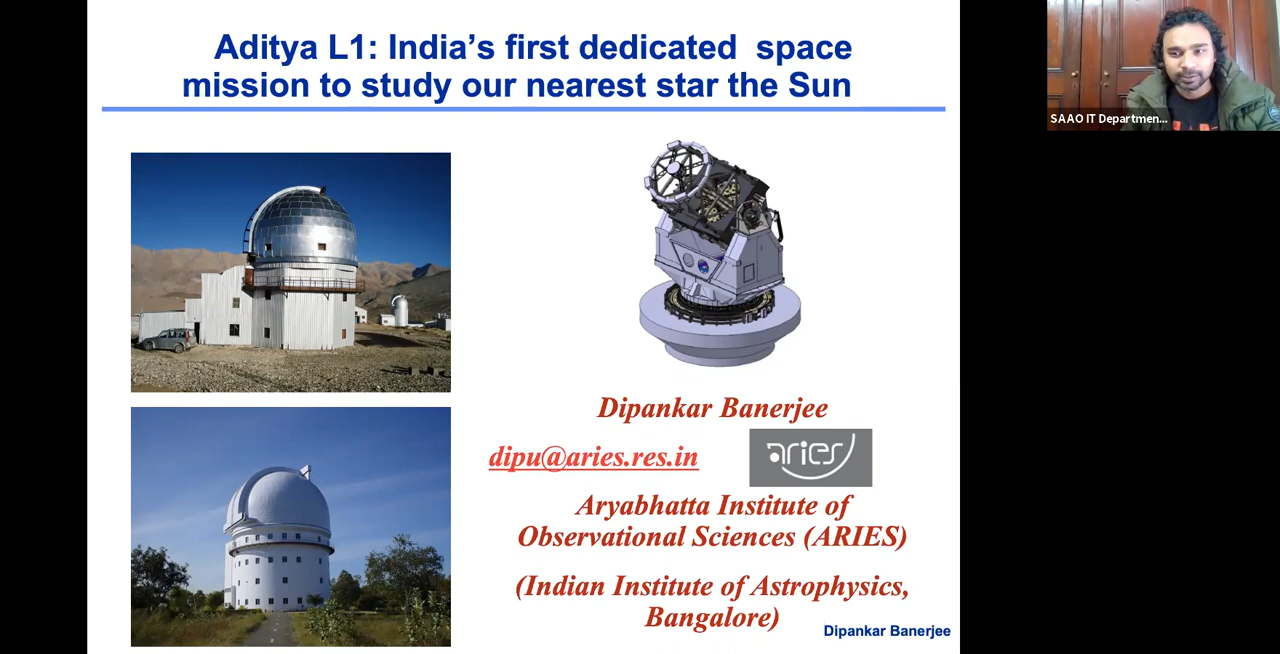 Aditya L1: India's first dedicated space
mission to study our nearest star the Sun
SAAO IT Departmen...
Dipankar Banerjee
dipu@aries.res.in
aries
Aryabhatta Institute of
Observational Sciences (ARIES)
(Indian Institute of Astrophysics,
Bangalore)
Dipankar Banerjee